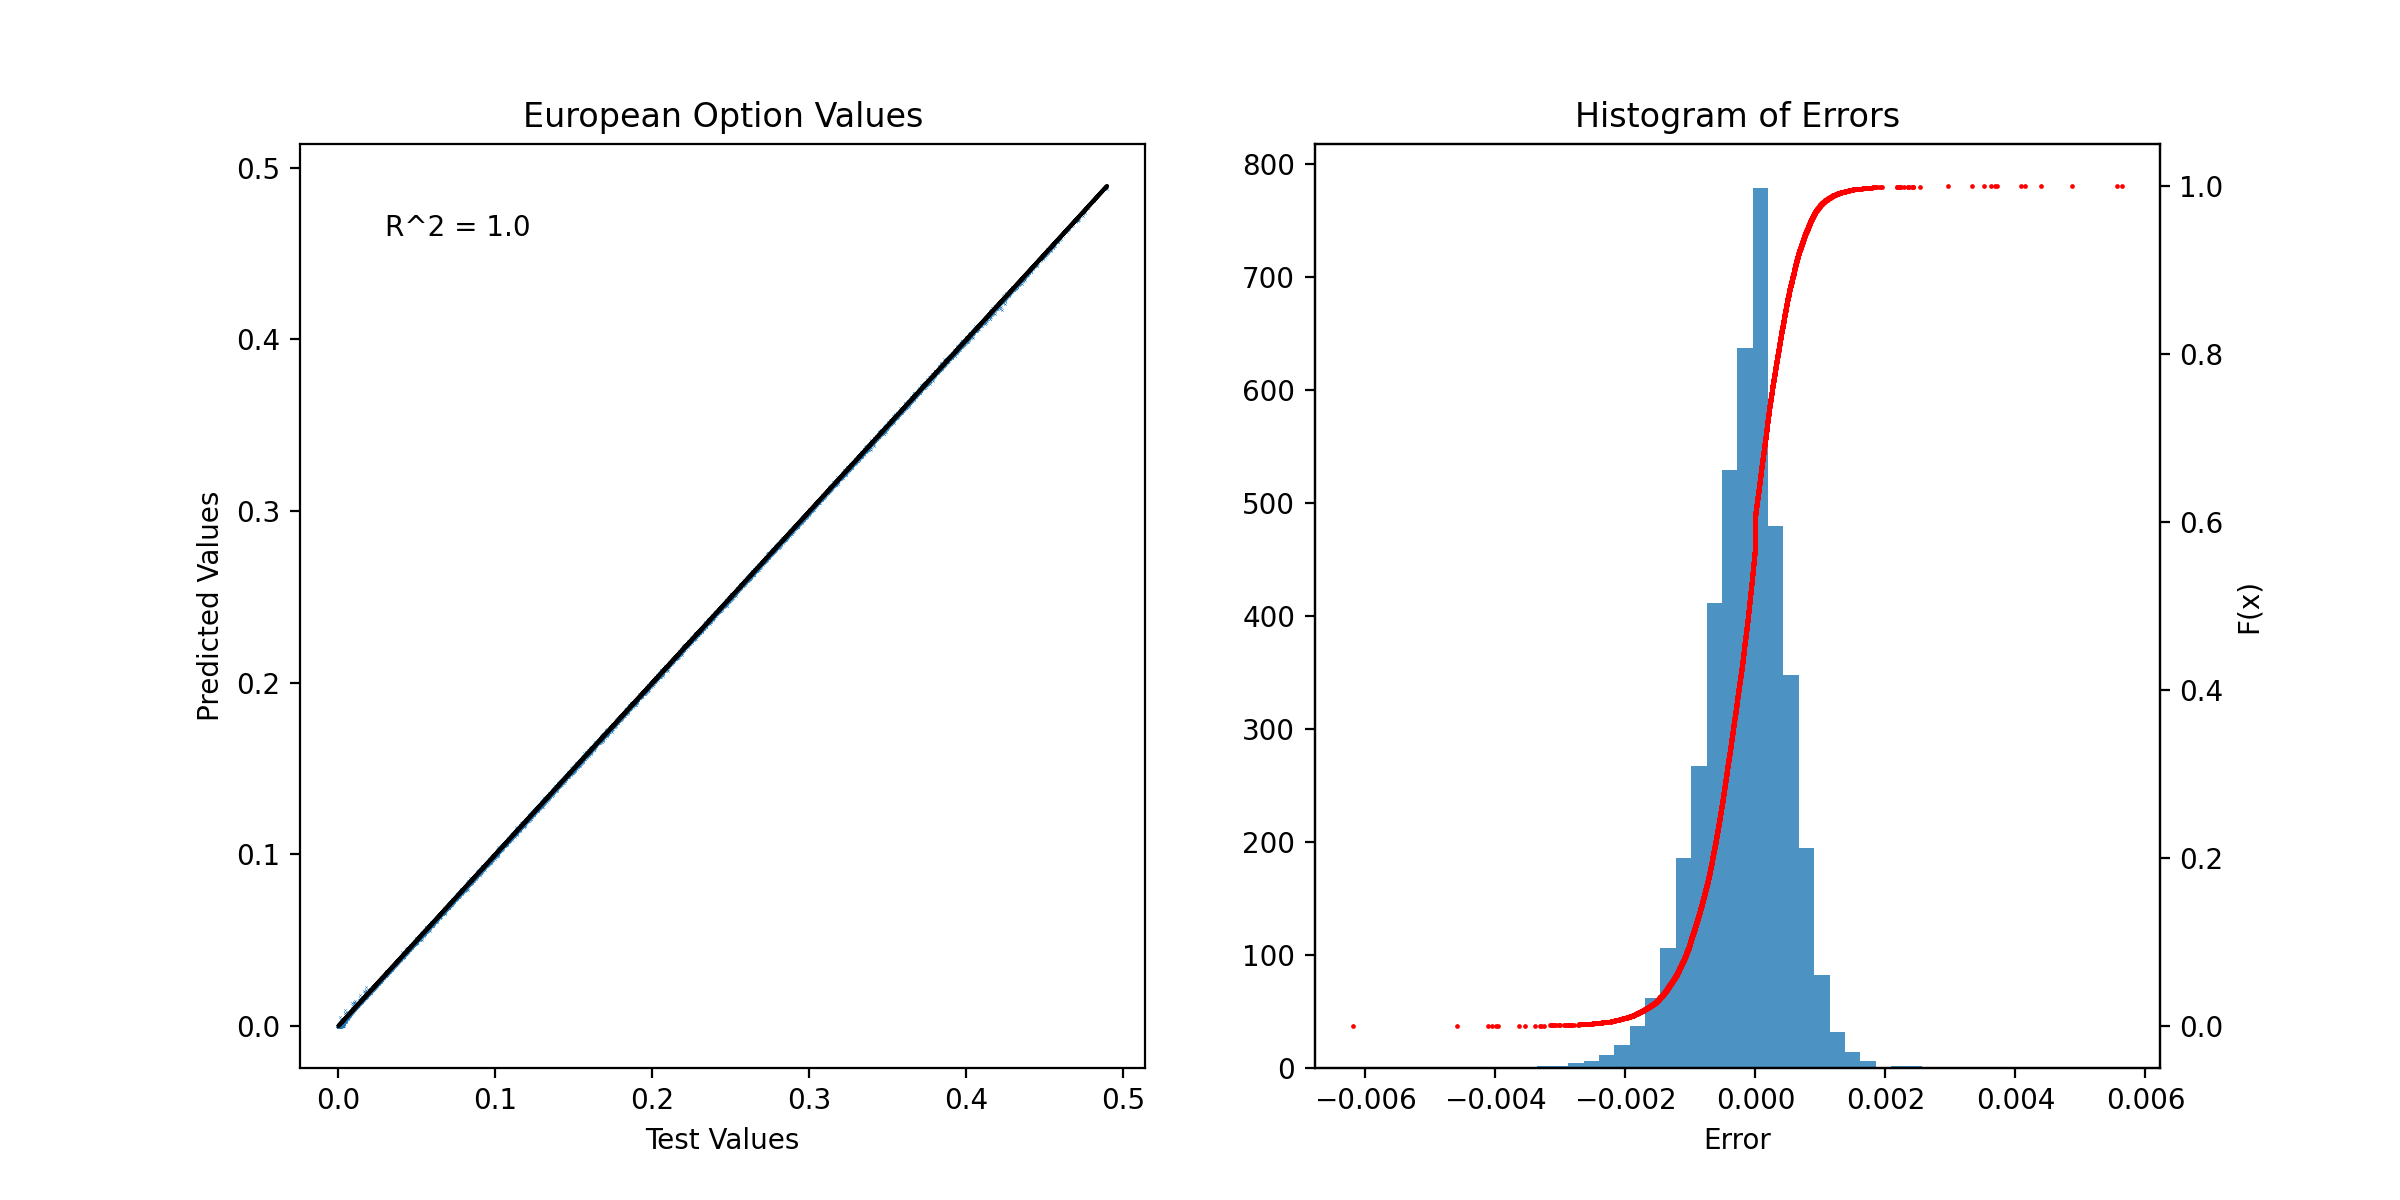 European Option Values
R^2 = 1.0
0.5
0.4
0.3
0.2
0.1
0.0
Predicted Values
0.0 0.1 0.2 0.3 0.4 0.5
Test Values
Histogram of Errors
800
700
600
500
400
300
200
100
0
−0.006 −0.004 −0.002 0.000 0.002 0.004 0.006
Error
1.0
0.8
0.6
0.4
0.2
0.0
F(x)